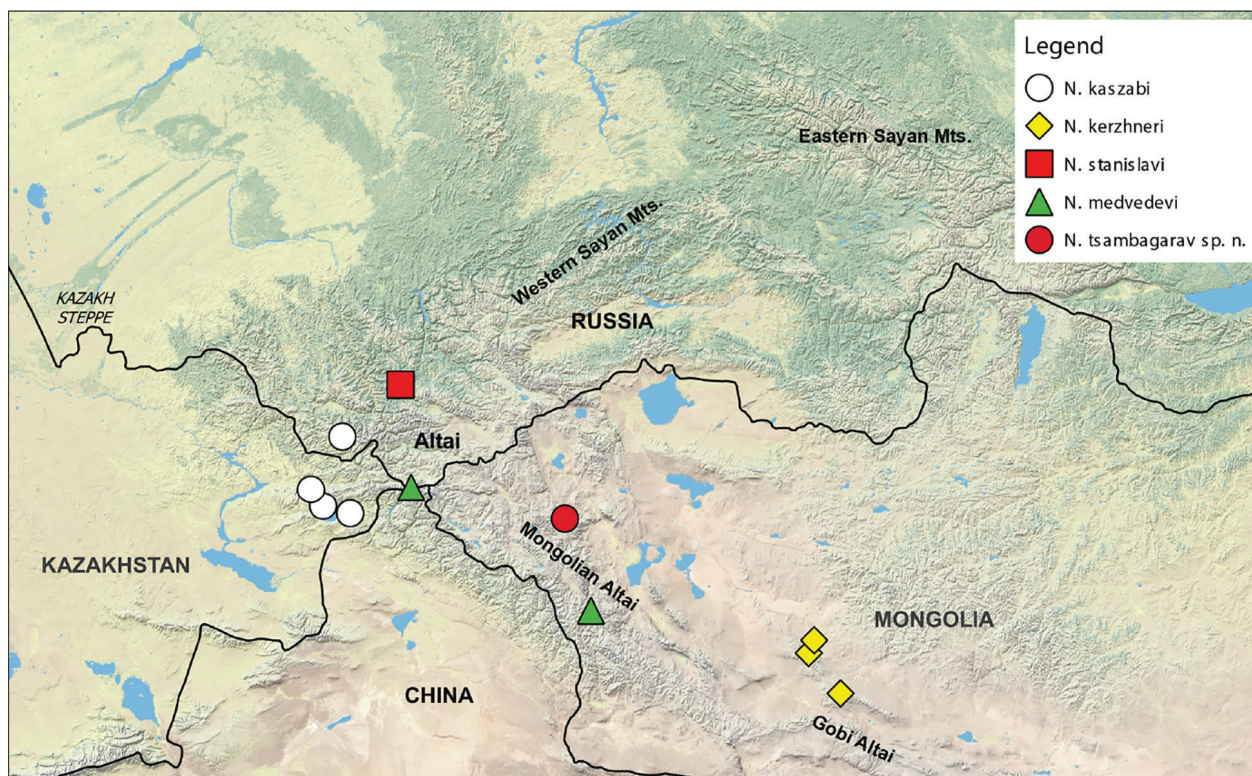 Legend
N. kaszabi
N. kerzhneri
N. stanislavi
N. medvedevi
N. tsambagarav sp. n.
Eastern Sayan Mts.
Western Sayan Mts.
KAZAKH
STEPPE
RUSSIA
Altai
Mongolian Altai
KAZAKHSTAN
MONGOLIA
CHINA
Gobi Altai